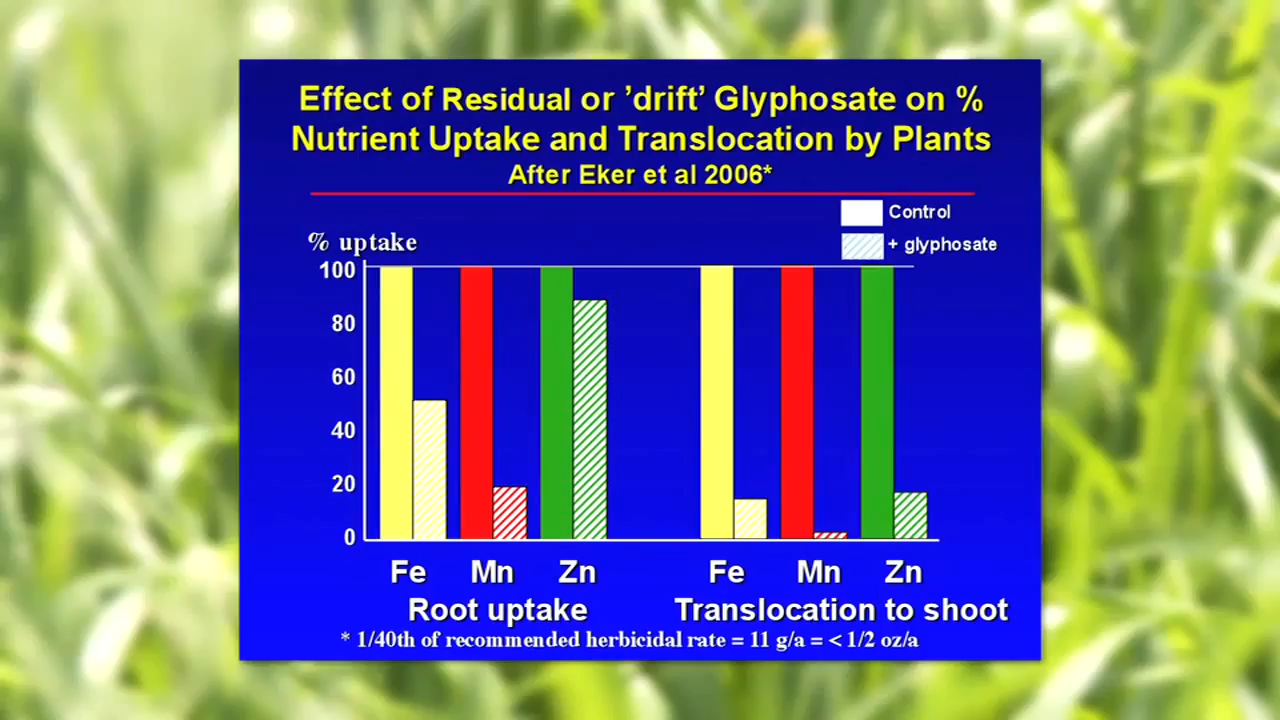 Effect of Residual or ’drift’ Glyphosate on %
Nutrient Uptake and Translocation by Plants
After Eker et al 2006*
Control
+ glyphosate
% uptake
100
80
60
40
20
0
Fe Mn Zn Fe Mn Zn
Root uptake Translocation to shoot
* 1/40th of recommended herbicidal rate = 11 g/a = < 1/2 oz/a